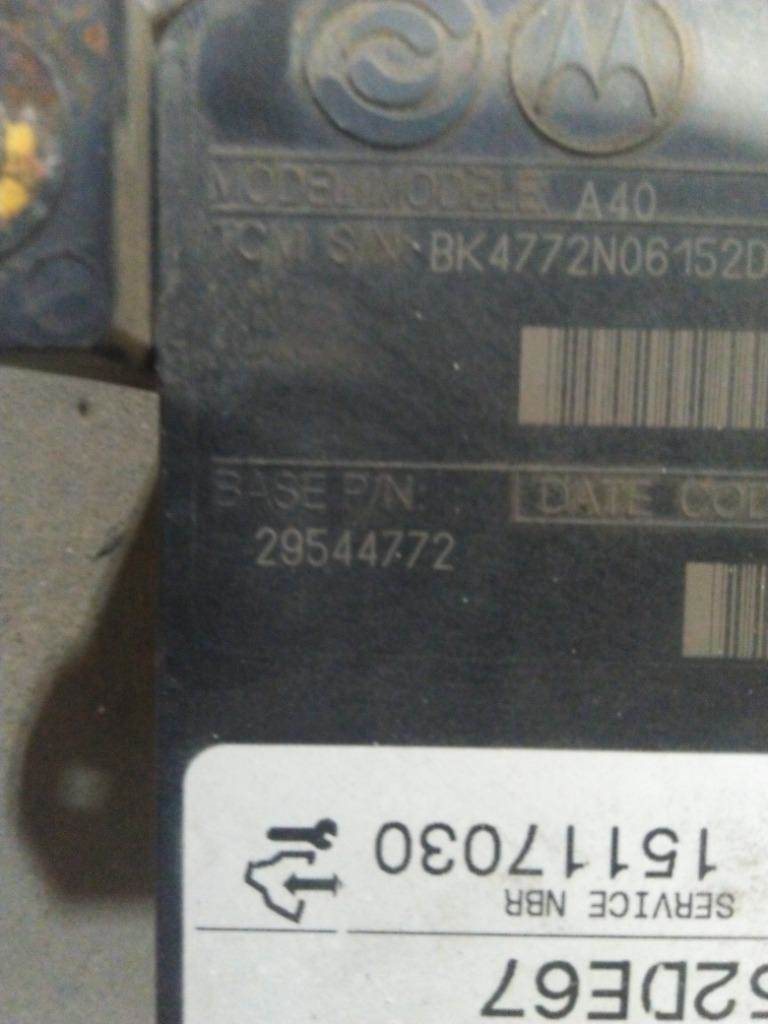 MODEL/MODELE A40
TCM S/N: BK4772N06152D
BASE P/N:
DATE COD
29544772
15117030
SERVICE NBR
52DE67